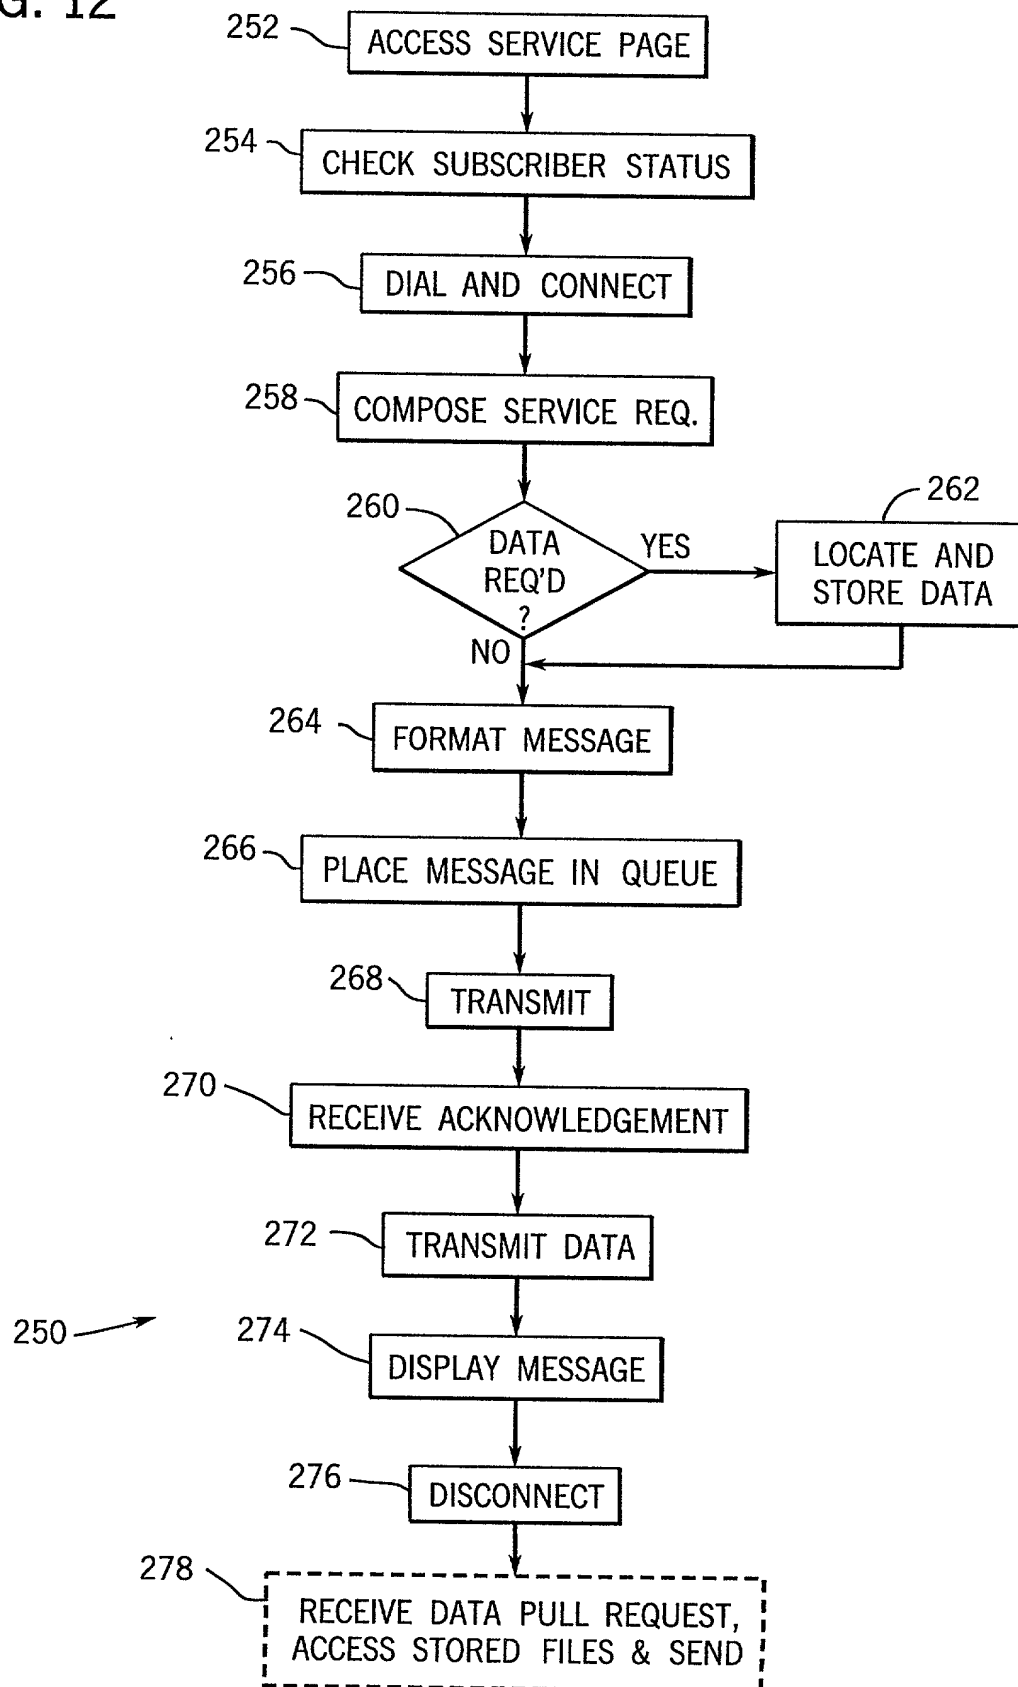 G. 12
252
ACCESS SERVICE PAGE
254
CHECK SUBSCRIBER STATUS
256
DIAL AND CONNECT
258
COMPOSE SERVICE REQ.
260
DATA
REQ'D
?
YES
262
LOCATE AND
STORE DATA
NO
264
FORMAT MESSAGE
266
PLACE MESSAGE IN QUEUE
268
TRANSMIT
270
RECEIVE ACKNOWLEDGEMENT
272
TRANSMIT DATA
250
274
DISPLAY MESSAGE
276
DISCONNECT
278
RECEIVE DATA PULL REQUEST,
ACCESS STORED FILES & SEND